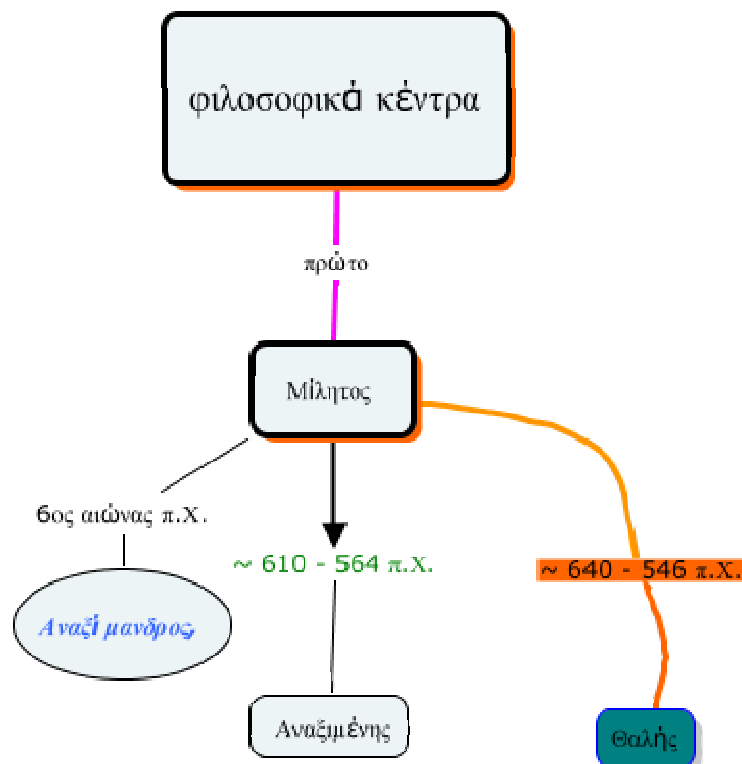 φιλοσοφικά κέντρα
πρώτο
Μίλητος
6ος αιώνας π.Χ.
~ 610 - 564 π.Χ.
~ 640 - 546 π.Χ.
Αναξίμανδρος,
Αναξιμένης
Θαλής